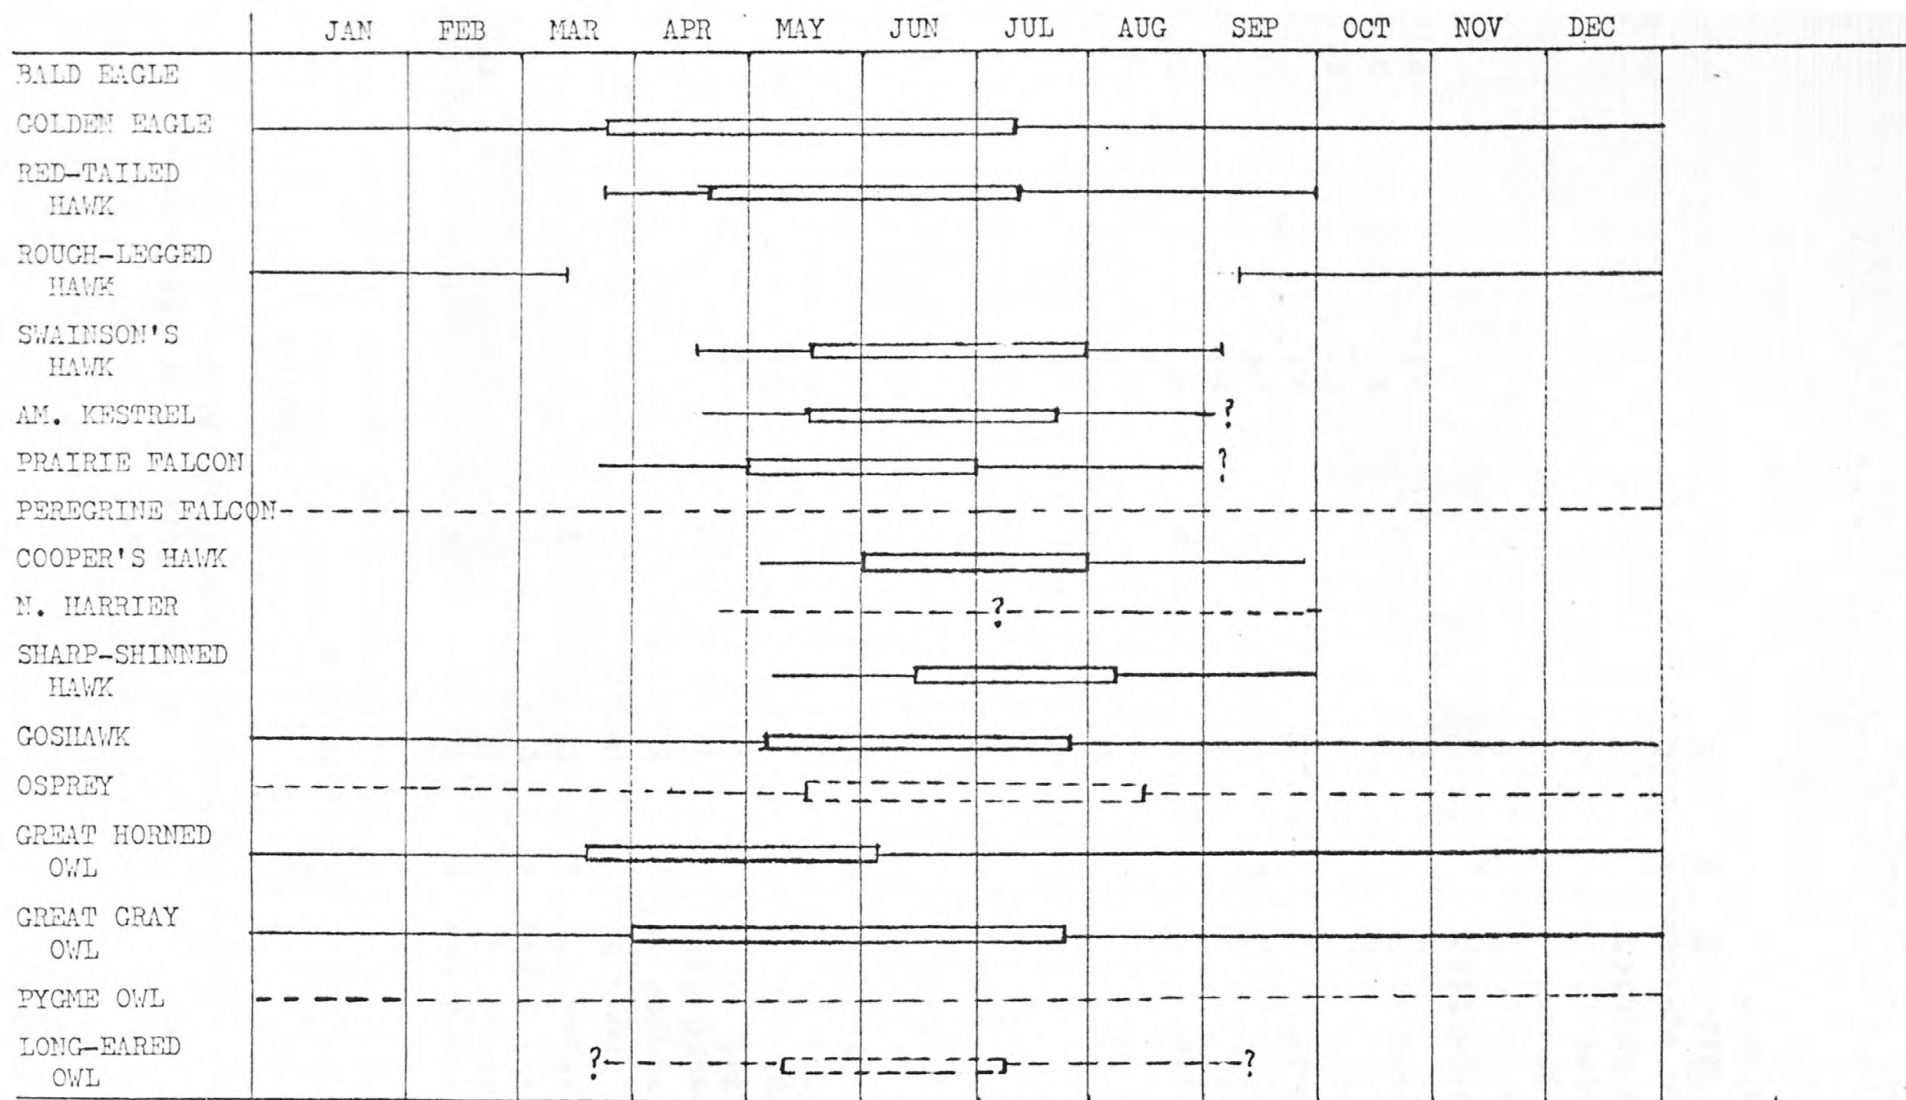 JAN FEB MAR APR MAY JUN JUL AUG SEP OCT NOV DEC
BALD EAGLE
GOLDEN EAGLE
RED-TAILED
HAWK
ROUGH-LEGGED
HAWK
SWAINSON'S
HAWK
AM. KESTREL ?
PRAIRIE FALCON ?
PEREGRINE FALCON
COOPER'S HAWK
N. HARRIER ?
SHARP-SHINNED
HAWK
GOSHAWK
OSPREY
GREAT HORNED
OWL
GREAT GRAY
OWL
PYGME OWL
LONG-EARED
? ?
OWL